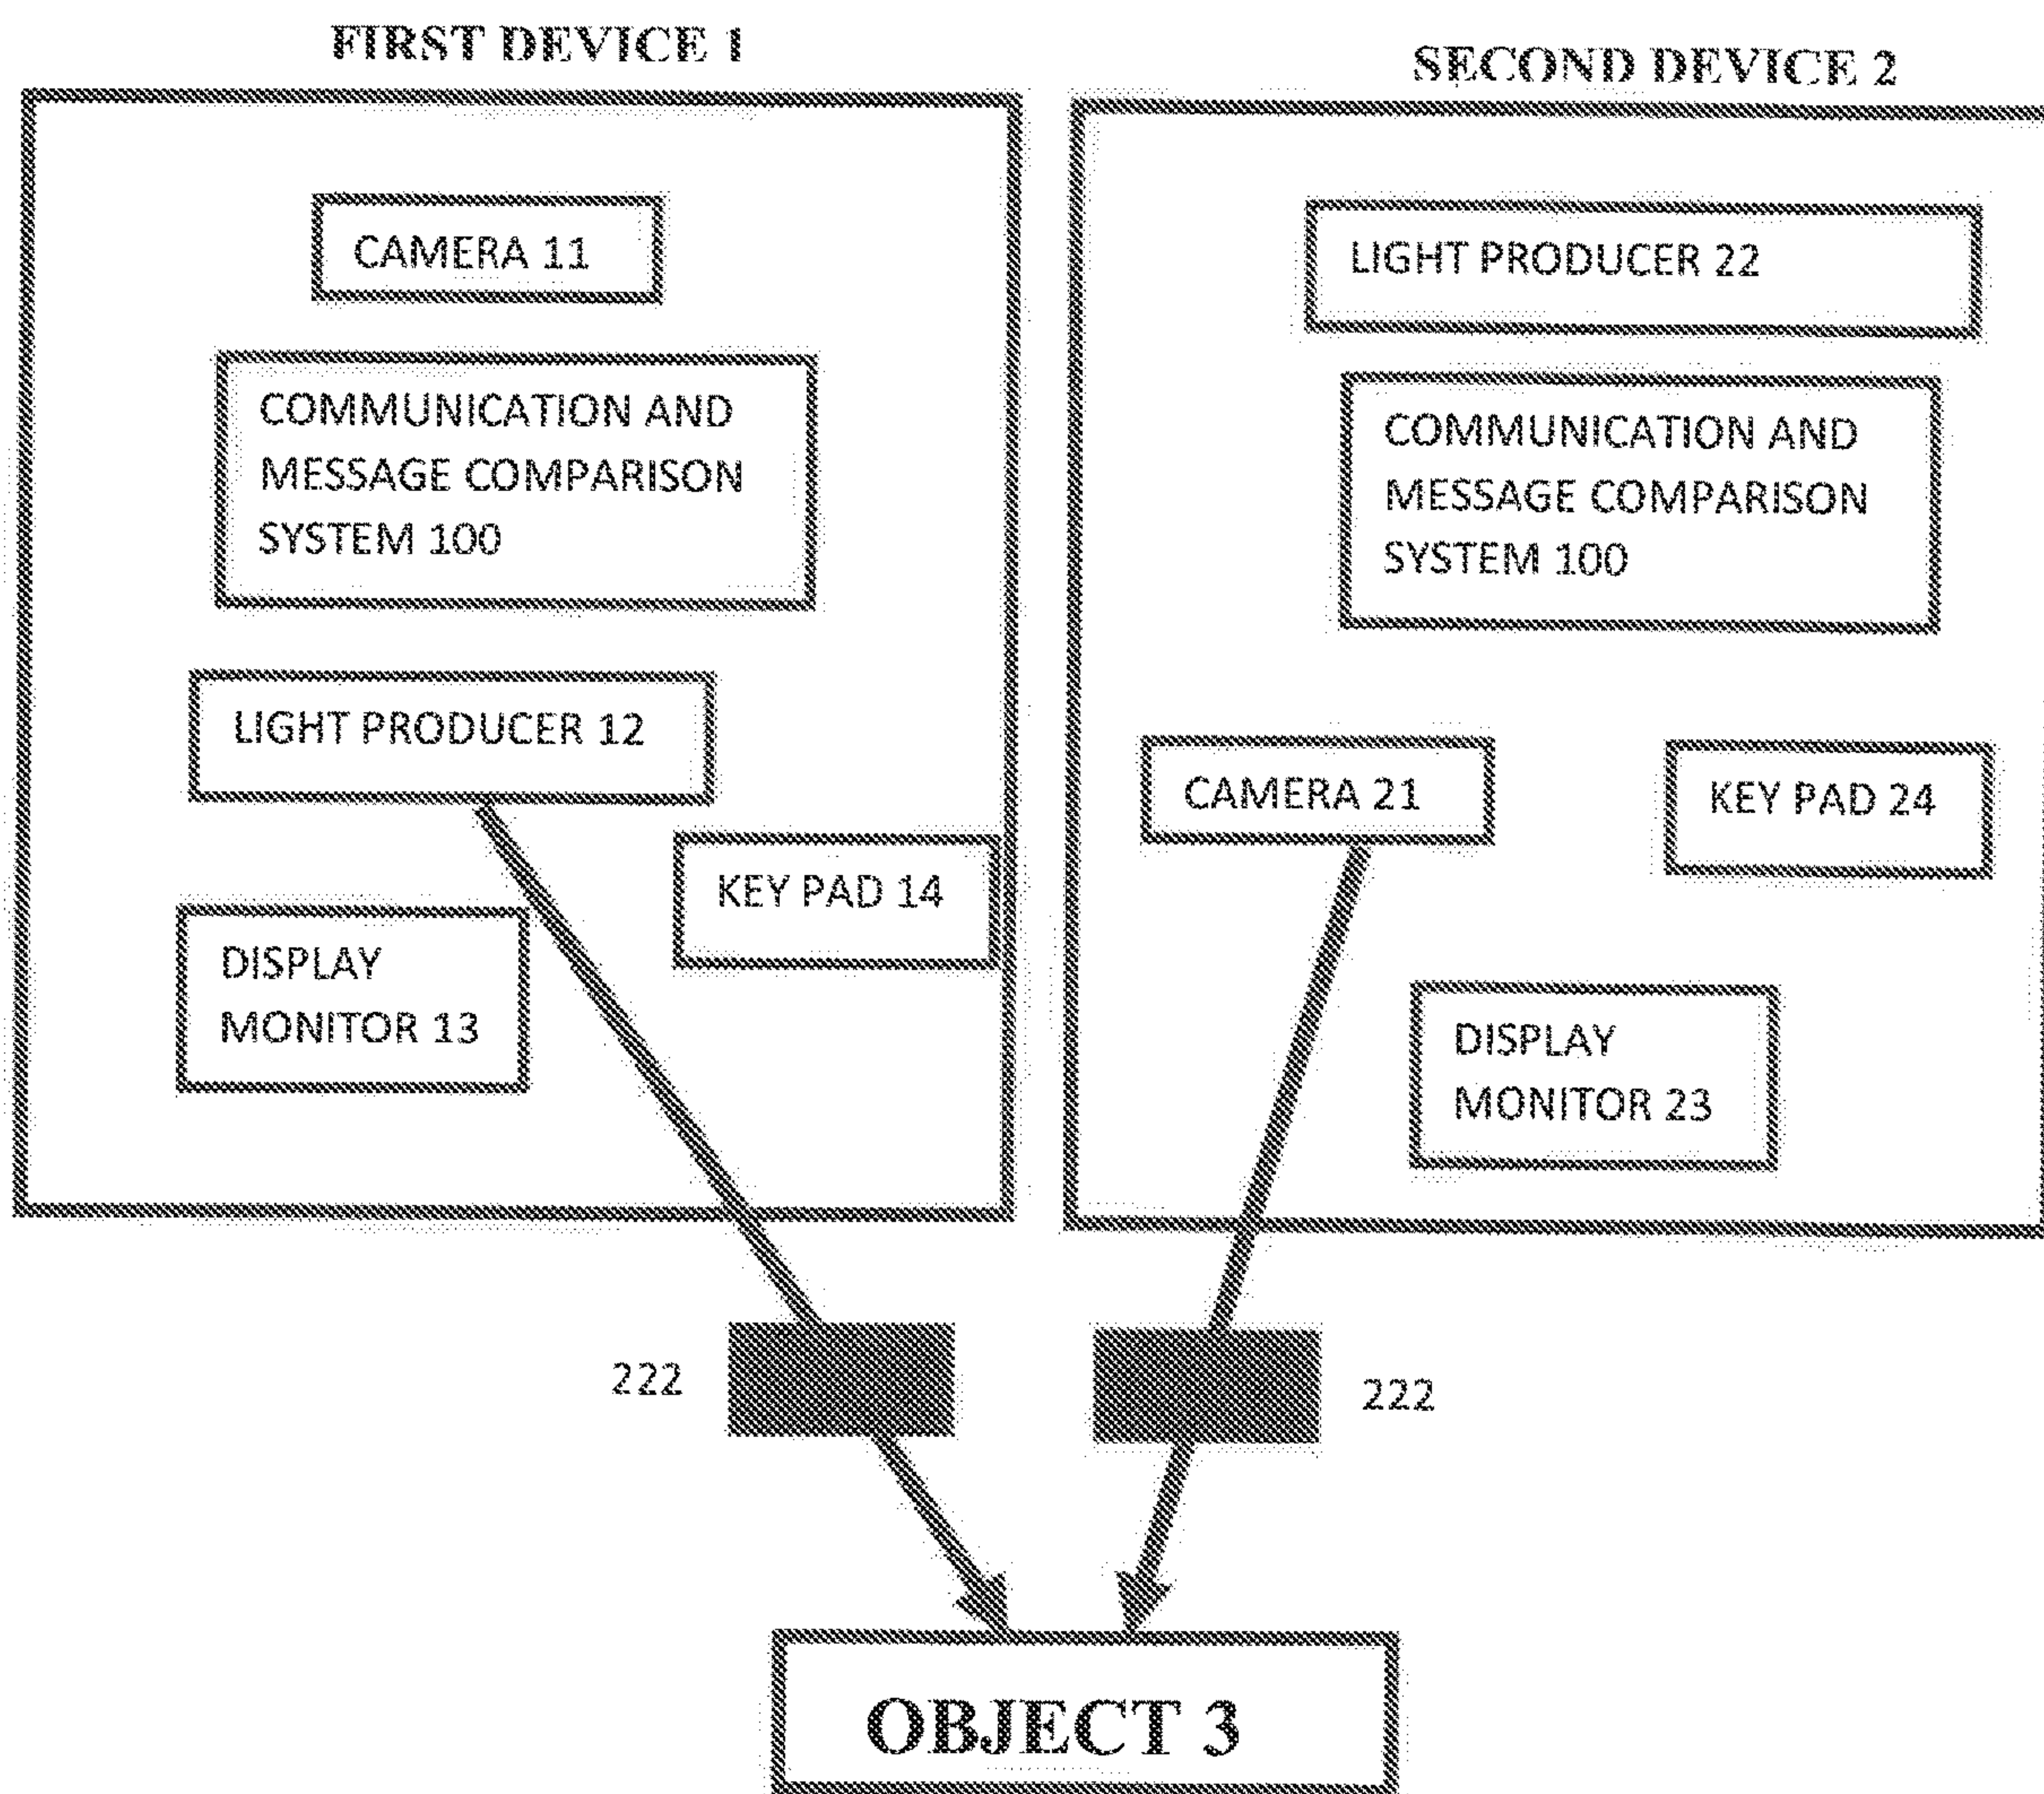 FIRST DEVICE 1
CAMERA 11
COMMUNICATION AND
MESSAGE COMPARISON
SYSTEM 100
LIGHT PRODUCER 12
KEY PAD 14
DISPLAY
MONITOR 13
SECOND DEVICE 2
LIGHT PRODUCER 22
COMMUNICATION AND
MESSAGE COMPARISON
SYSTEM 100
CAMERA 21
KEY PAD 24
DISPLAY
MONITOR 23
222
222
OBJECT 3